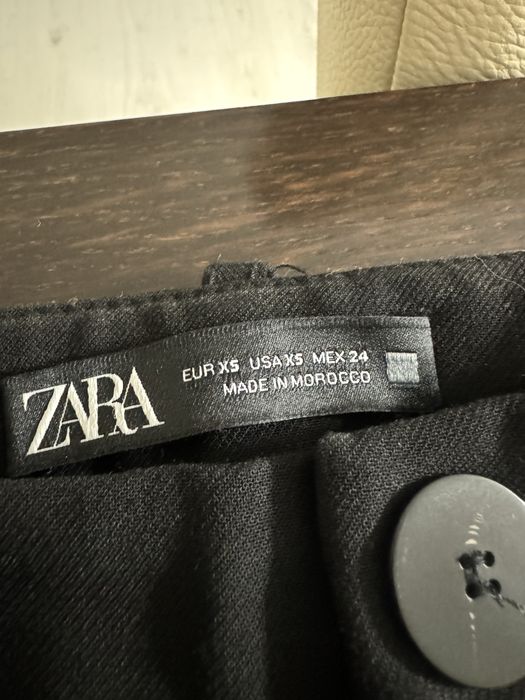 ZARA
EUR XS USA XS MEX 24
MADE IN MOROCCO